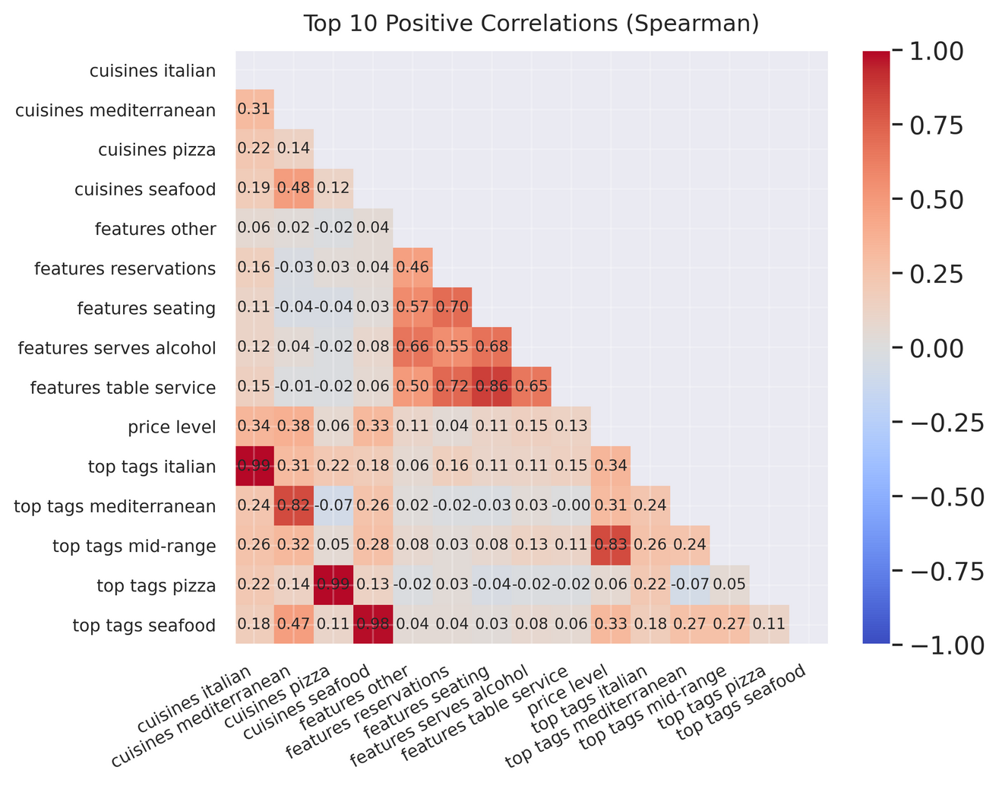 Top 10 Positive Correlations (Spearman)
cuisines italian
cuisines mediterranean 0.31
cuisines pizza 0.22 0.14
cuisines seafood 0.19 0.48 0.12
features other 0.06 0.02 -0.02 0.04
features reservations 0.16 -0.03 0.03 0.04 0.46
features seating 0.11 -0.04 -0.04 0.03 0.57 0.70
features serves alcohol 0.12 0.04 -0.02 0.08 0.66 0.55 0.68
features table service 0.15 -0.01 -0.02 0.06 0.50 0.72 0.86 0.65
price level 0.34 0.38 0.06 0.33 0.11 0.04 0.11 0.15 0.13
top tags italian 0.99 0.31 0.22 0.18 0.06 0.16 0.11 0.11 0.15 0.34
top tags mediterranean 0.24 0.82 -0.07 0.26 0.02 -0.02 -0.03 0.03 -0.00 0.31 0.24
top tags mid-range 0.26 0.32 0.05 0.28 0.08 0.03 0.08 0.13 0.11 0.83 0.26 0.24
top tags pizza 0.22 0.14 0.99 0.13 -0.02 0.03 -0.04 -0.02 -0.02 0.06 0.22 -0.07 0.05
top tags seafood 0.18 0.47 0.11 0.98 0.04 0.04 0.03 0.08 0.06 0.33 0.18 0.27 0.27 0.11
cuisines italian
cuisines mediterranean
cuisines pizza
cuisines seafood
features other
features reservations
features seating
features serves alcohol
features table service
price level
top tags italian
top tags mediterranean
top tags mid-range
top tags pizza
top tags seafood
1.00
0.75
0.50
0.25
0.00
−0.25
−0.50
−0.75
−1.00